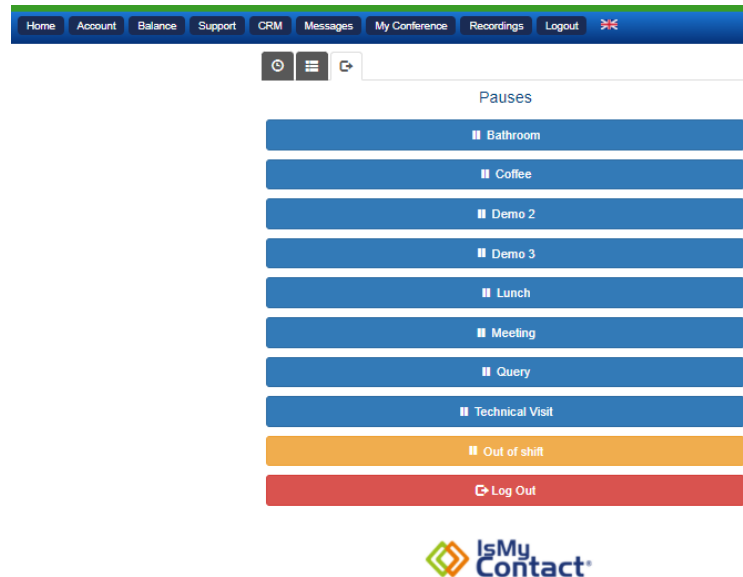 Home Account Balance Support CRM Messages My Conference Recordings Logout
Pauses
Bathroom
Coffee
Demo 2
Demo 3
Lunch
Meeting
Query
Technical Visit
Out of shift
Log Out
IsMy
Contact